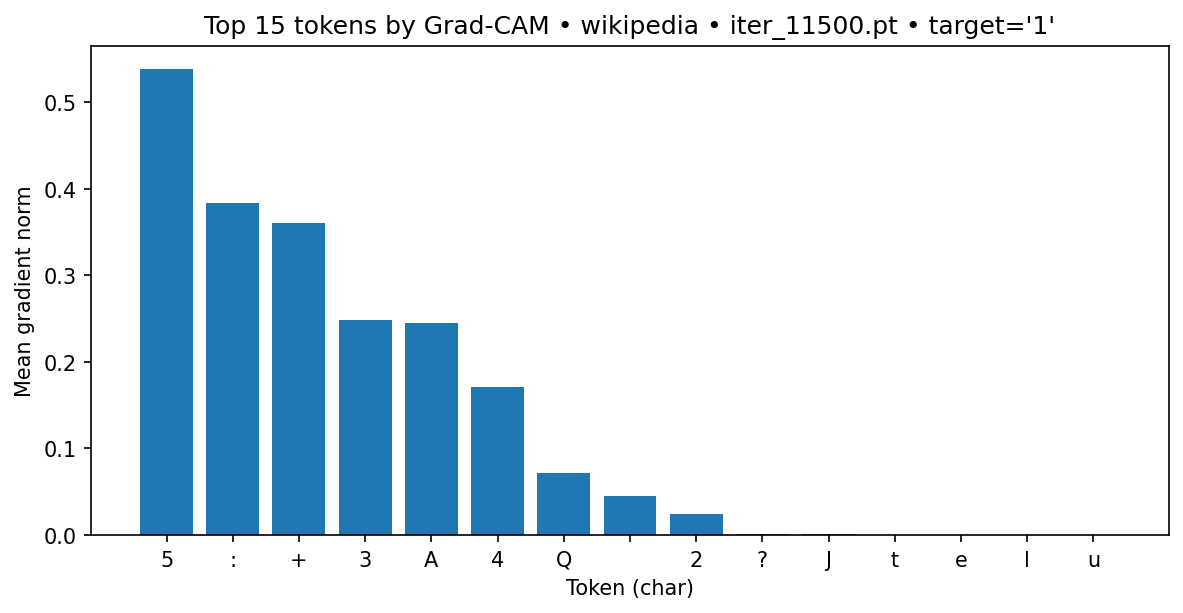 Top 15 tokens by Grad-CAM • wikipedia • iter_11500.pt • target='1'
Mean gradient norm
0.5
0.4
0.3
0.2
0.1
0.0
5 : + 3 A 4 Q 2 ? J t e l u
Token (char)